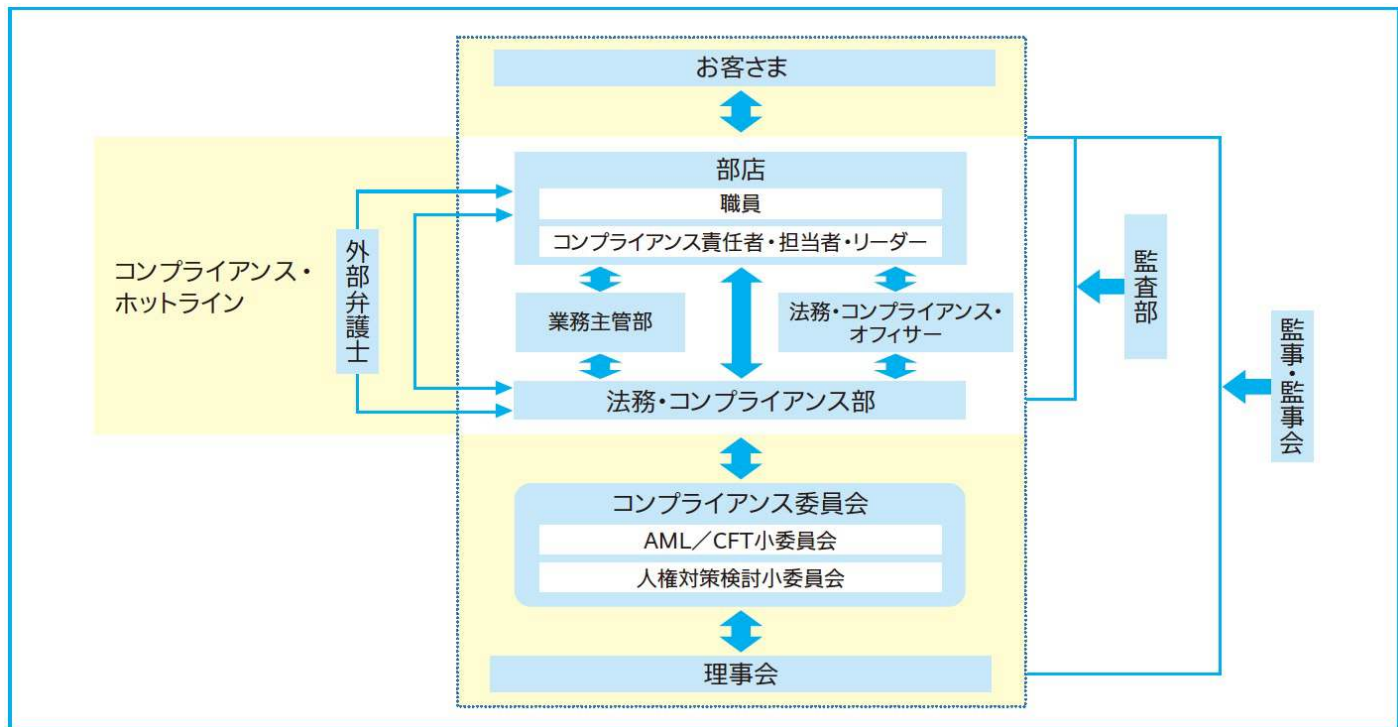 お客さま
部店
職員
コンプライアンス責任者・担当者・リーダー
コンプライアンス・
ホットライン
外部弁護士
業務主管部
法務・コンプライアンス・
オフィサー
法務・コンプライアンス部
監査部
監事・監事会
コンプライアンス委員会
AML／CFT小委員会
人権対策検討小委員会
理事会